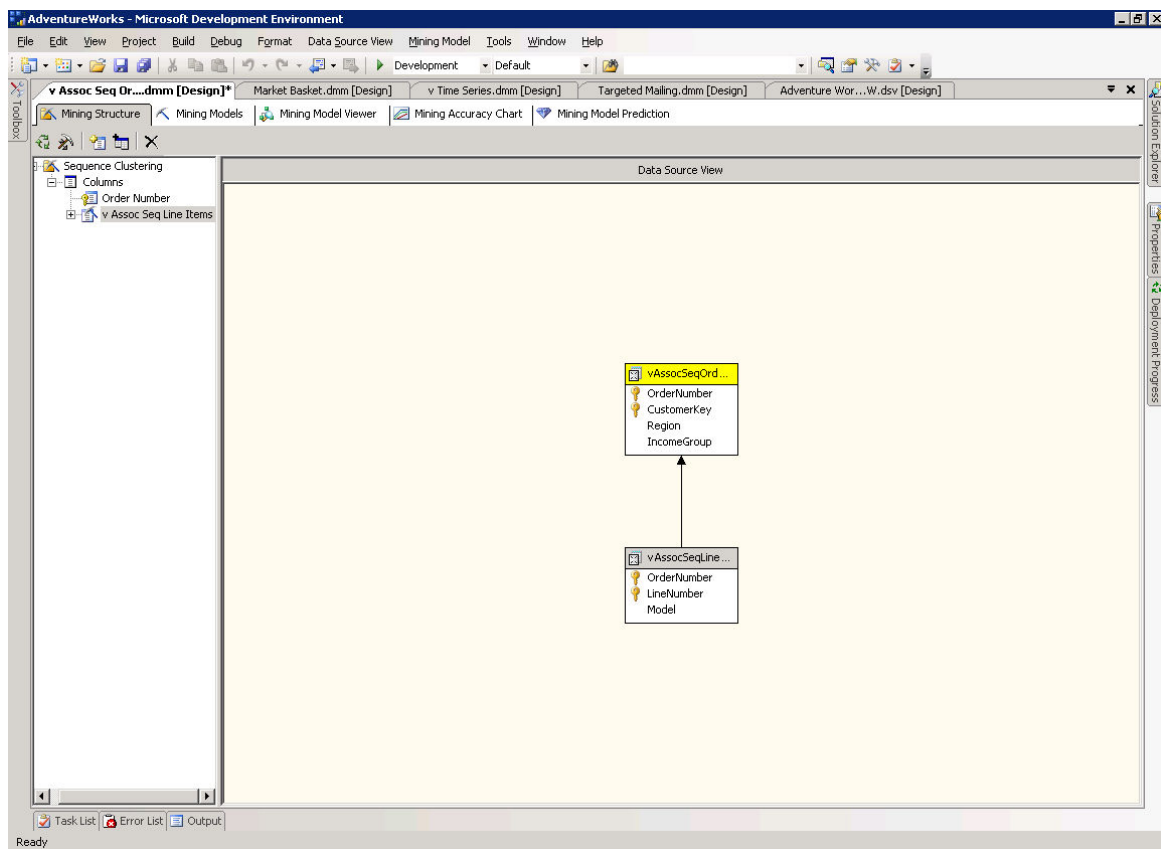 AdventureWorks - Microsoft Development Environment
File Edit View Project Build Debug Format Data Source View Mining Model Tools Window Help
Development Default
Toolbox
v Assoc Seq Or....dmm [Design]* Market Basket.dmm [Design] v Time Series.dmm [Design] Targeted Mailing.dmm [Design] Adventure Wor...W.dsv [Design]
Mining Structure Mining Models Mining Model Viewer Mining Accuracy Chart Mining Model Prediction
Sequence Clustering
Columns
Order Number
v Assoc Seq Line Items
Data Source View
vAssocSeqOrd...
OrderNumber
CustomerKey
Region
IncomeGroup
vAssocSeqLine...
OrderNumber
LineNumber
Model
Solution Explorer
Properties
Deployment Progress
Task List Error List Output
Ready